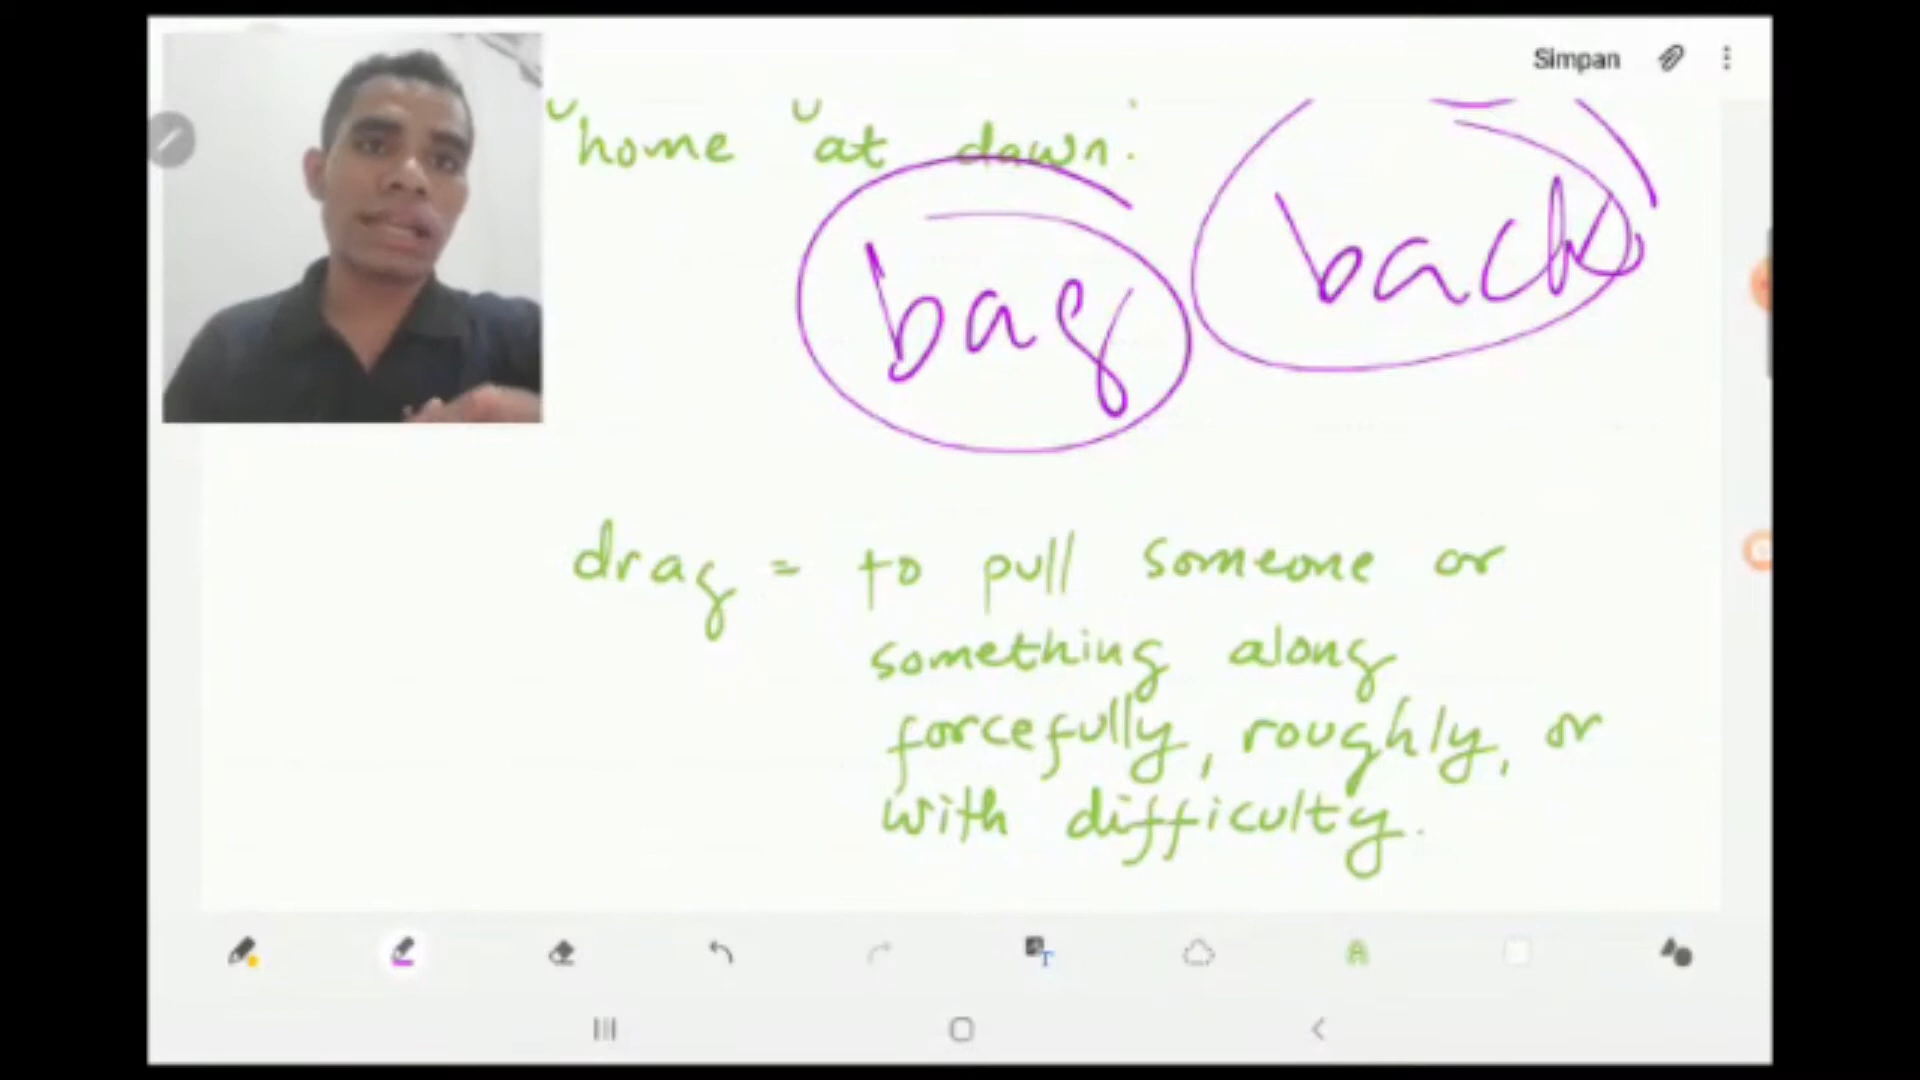 Simpan
home at dawn.
bag
back
drag = to pull someone or
something along
forcefully, roughly, or
with difficulty.